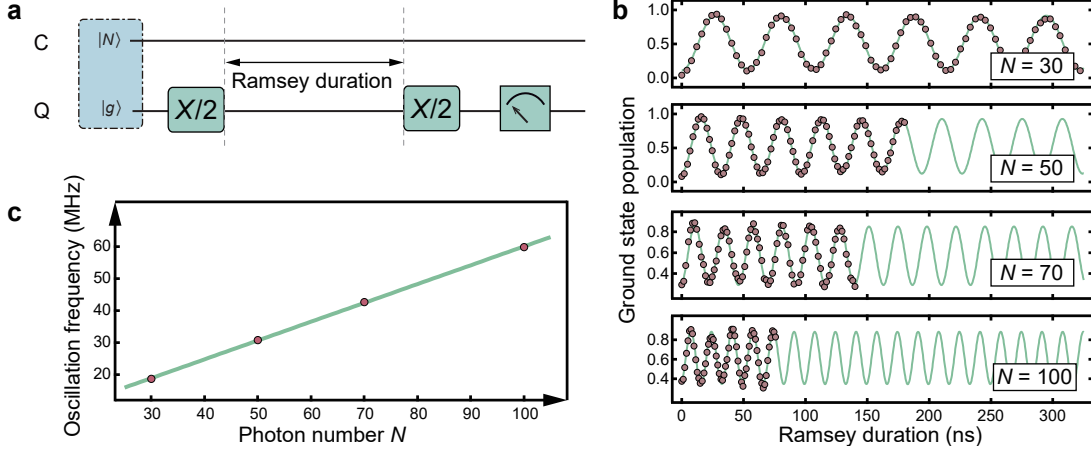 a
C
|N⟩
Ramsey duration
Q
|g⟩
X/2
X/2
b
Ground state population
1.0
0.5
0.0
N = 30
1.0
0.5
0.0
N = 50
0.8
0.6
0.4
N = 70
0.8
0.6
0.4
N = 100
0 50 100 150 200 250 300
Ramsey duration (ns)
c
Oscillation frequency (MHz)
60
50
40
30
20
30 40 50 60 70 80 90 100
Photon number N